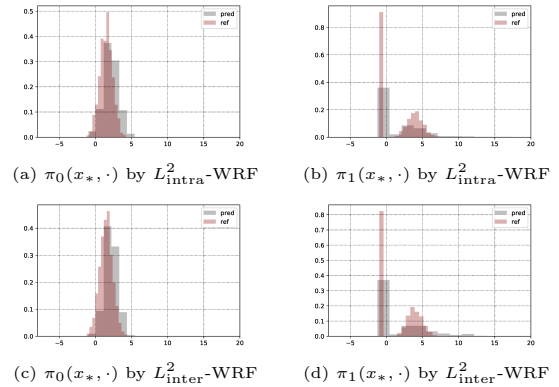 0.5
0.4
0.3
0.2
0.1
0.0
−5 0 5 10 15 20
pred
ref
(a) π₀(x*, ·) by L²intra-WRF
0.8
0.6
0.4
0.2
0.0
−5 0 5 10 15 20
pred
ref
(b) π₁(x*, ·) by L²intra-WRF
0.4
0.3
0.2
0.1
0.0
−5 0 5 10 15 20
pred
ref
(c) π₀(x*, ·) by L²inter-WRF
0.8
0.7
0.6
0.5
0.4
0.3
0.2
0.1
0.0
−5 0 5 10 15 20
pred
ref
(d) π₁(x*, ·) by L²inter-WRF